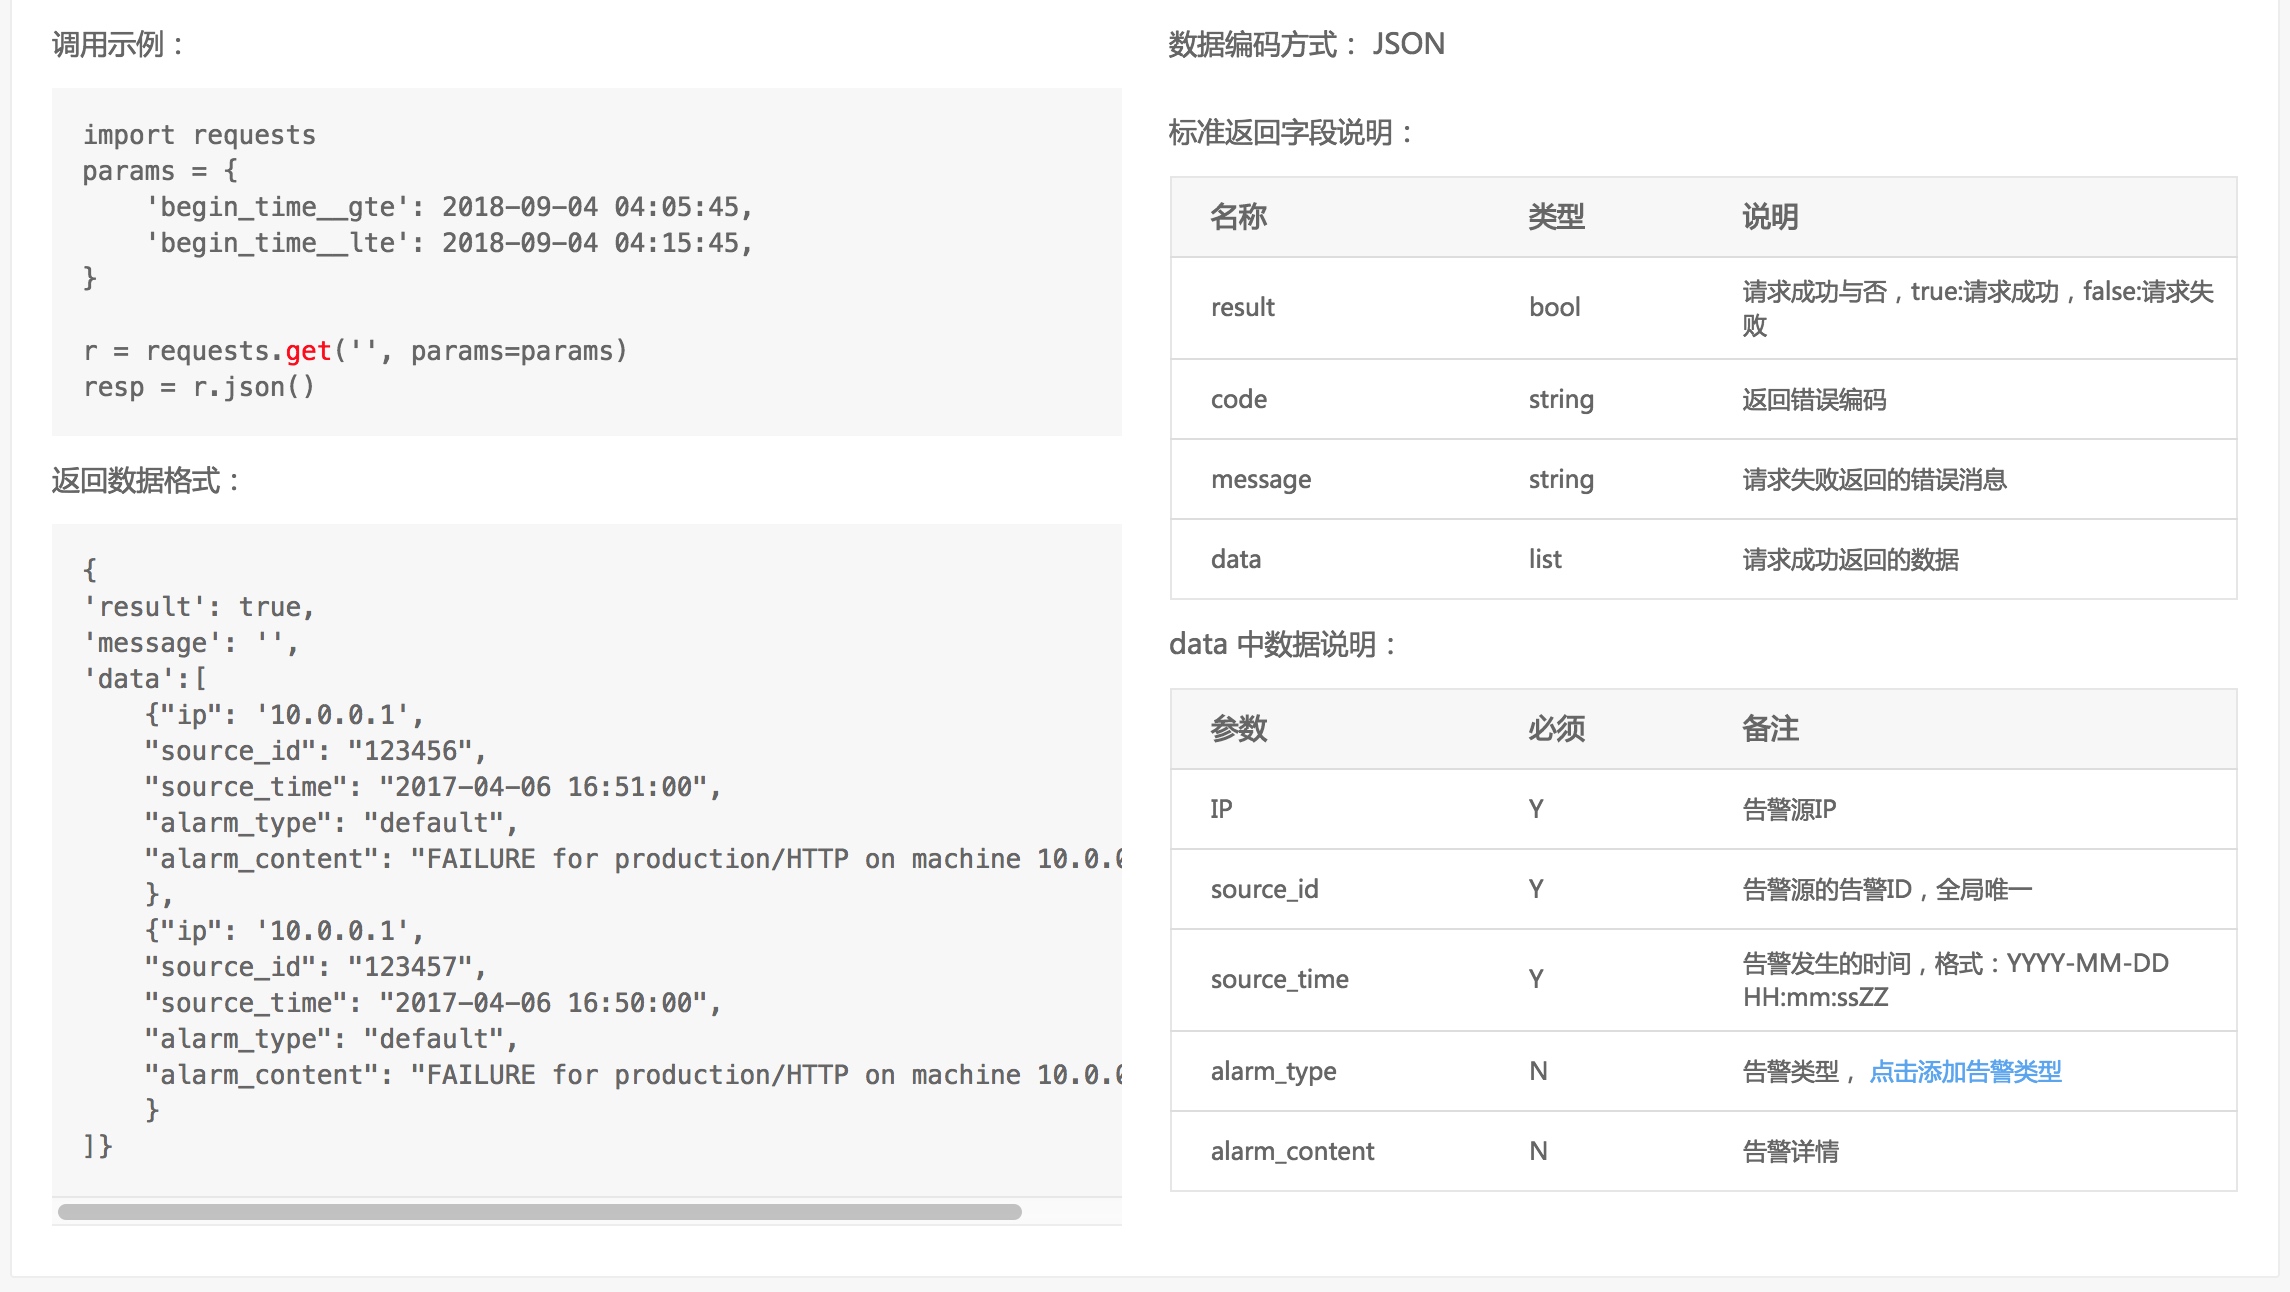 调用示例：
import requests
params = {
    'begin_time__gte': 2018-09-04 04:05:45,
    'begin_time__lte': 2018-09-04 04:15:45,
}
r = requests.get('', params=params)
resp = r.json()
返回数据格式：
{
'result': true,
'message': '',
'data':[
    {"ip": '10.0.0.1',
    "source_id": "123456",
    "source_time": "2017-04-06 16:51:00",
    "alarm_type": "default",
    "alarm_content": "FAILURE for production/HTTP on machine 10.0.0
    },
    {"ip": '10.0.0.1',
    "source_id": "123457",
    "source_time": "2017-04-06 16:50:00",
    "alarm_type": "default",
    "alarm_content": "FAILURE for production/HTTP on machine 10.0.0
    }
]}
数据编码方式： JSON
标准返回字段说明：
名称 类型 说明
result bool 请求成功与否，true:请求成功，false:请求失
败
code string 返回错误编码
message string 请求失败返回的错误消息
data list 请求成功返回的数据
data 中数据说明：
参数 必须 备注
IP Y 告警源IP
source_id Y 告警源的告警ID，全局唯一
source_time Y 告警发生的时间，格式：YYYY-MM-DD
HH:mm:ssZZ
alarm_type N 告警类型， 点击添加告警类型
alarm_content N 告警详情